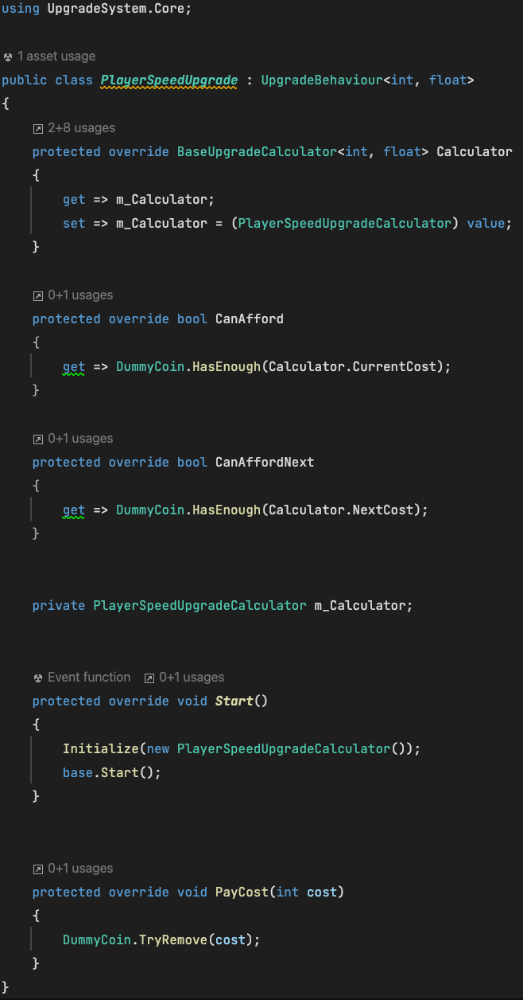 using UpgradeSystem.Core;
1 asset usage
public class PlayerSpeedUpgrade : UpgradeBehaviour<int, float>
{
2+8 usages
protected override BaseUpgradeCalculator<int, float> Calculator
{
get => m_Calculator;
set => m_Calculator = (PlayerSpeedUpgradeCalculator) value;
}
0+1 usages
protected override bool CanAfford
{
get => DummyCoin.HasEnough(Calculator.CurrentCost);
}
0+1 usages
protected override bool CanAffordNext
{
get => DummyCoin.HasEnough(Calculator.NextCost);
}
private PlayerSpeedUpgradeCalculator m_Calculator;
Event function 0+1 usages
protected override void Start()
{
Initialize(new PlayerSpeedUpgradeCalculator());
base.Start();
}
0+1 usages
protected override void PayCost(int cost)
{
DummyCoin.TryRemove(cost);
}
}